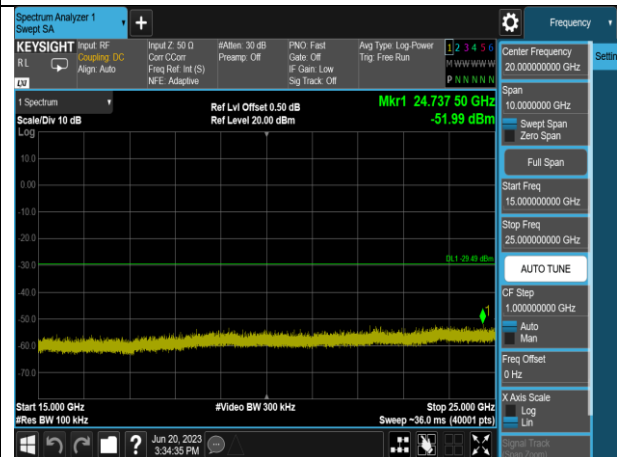 Spectrum Analyzer 1
Swept SA
Frequency
KEYSIGHT
RL
Input: RF
Coupling: DC
Align: Auto
Input Z: 50 Ω
Corr CCorr
Freq Ref: Int (S)
NFE: Adaptive
#Atten: 30 dB
Preamp: Off
PNO: Fast
Gate: Off
IF Gain: Low
Sig Track: Off
Avg Type: Log-Power
Trig: Free Run
1 2 3 4 5 6
M W W W W W
P N N N N N
Center Frequency
20.000000000 GHz
Settin
Span
10.0000000 GHz
Swept Span
Zero Span
Full Span
Start Freq
15.000000000 GHz
Stop Freq
25.000000000 GHz
AUTO TUNE
CF Step
1.000000000 GHz
Auto
Man
Freq Offset
0 Hz
X Axis Scale
Log
Lin
Signal Track
(Span Zoom)
1 Spectrum
Scale/Div 10 dB
Ref Lvl Offset 0.50 dB
Ref Level 20.00 dBm
Mkr1 24.737 50 GHz
-51.99 dBm
Log
10.0
0.00
-10.0
-20.0
-30.0
-40.0
-50.0
-60.0
-70.0
DL1 -29.49 dBm
1
Start 15.000 GHz
#Res BW 100 kHz
#Video BW 300 kHz
Stop 25.000 GHz
Sweep ~36.0 ms (40001 pts)
Jun 20, 2023
3:34:35 PM